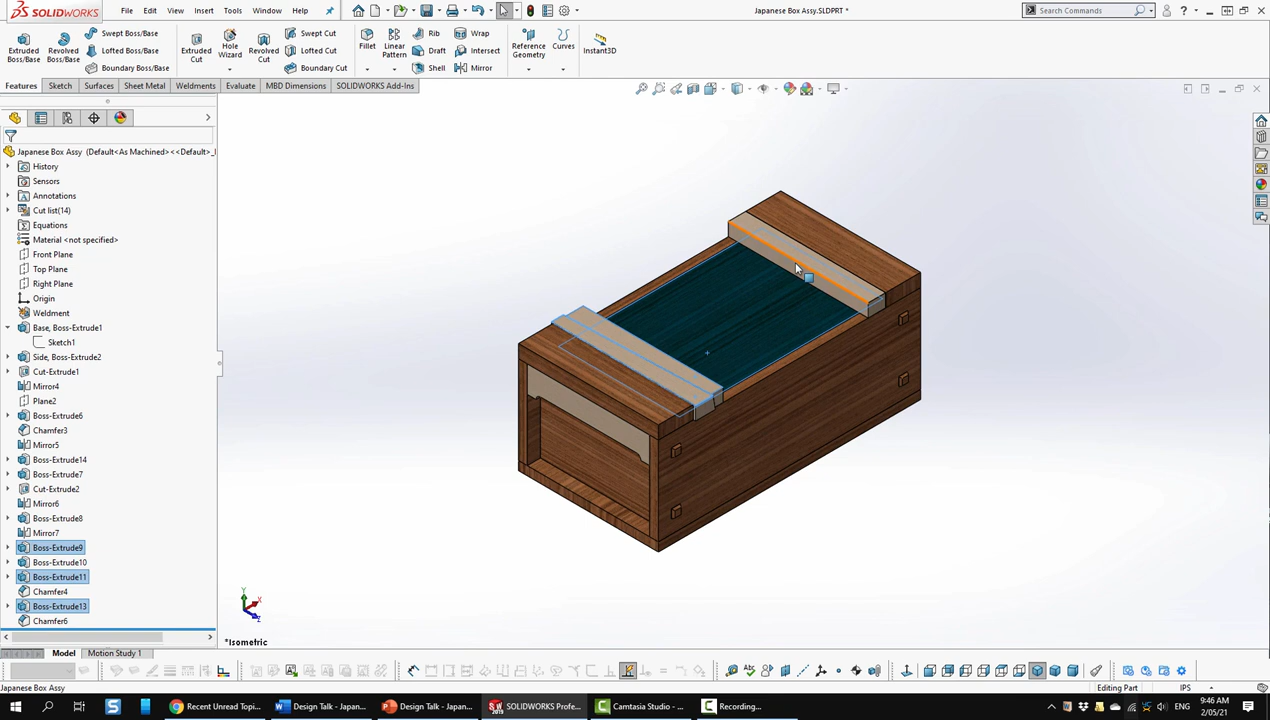 SOLIDWORKS
File Edit View Insert Tools Window Help
Japanese Box Assy.SLDPRT *
Search Commands
Extruded Boss/Base
Revolved Boss/Base
Swept Boss/Base
Lofted Boss/Base
Boundary Boss/Base
Extruded Cut
Hole Wizard
Revolved Cut
Swept Cut
Lofted Cut
Boundary Cut
Fillet
Linear Pattern
Rib
Draft
Shell
Wrap
Intersect
Mirror
Reference Geometry
Curves
Instant3D
Features Sketch Surfaces Sheet Metal Weldments Evaluate MBD Dimensions SOLIDWORKS Add-Ins
Japanese Box Assy (Default<As Machined><<Default>_
History
Sensors
Annotations
Cut list(14)
Equations
Material <not specified>
Front Plane
Top Plane
Right Plane
Origin
Weldment
Base, Boss-Extrude1
Sketch1
Side, Boss-Extrude2
Cut-Extrude1
Mirror4
Plane2
Boss-Extrude6
Chamfer3
Mirror5
Boss-Extrude14
Boss-Extrude7
Cut-Extrude2
Mirror6
Boss-Extrude8
Mirror7
Boss-Extrude9
Boss-Extrude10
Boss-Extrude11
Chamfer4
Boss-Extrude13
Chamfer6
Y
X
Z
*Isometric
Model Motion Study 1
Japanese Box Assy
Editing Part
IPS
Recent Unread Topi...
Design Talk - Japan...
Design Talk - Japan...
SOLIDWORKS Profe...
Camtasia Studio - ...
Recording...
9:46 AM
2/05/21